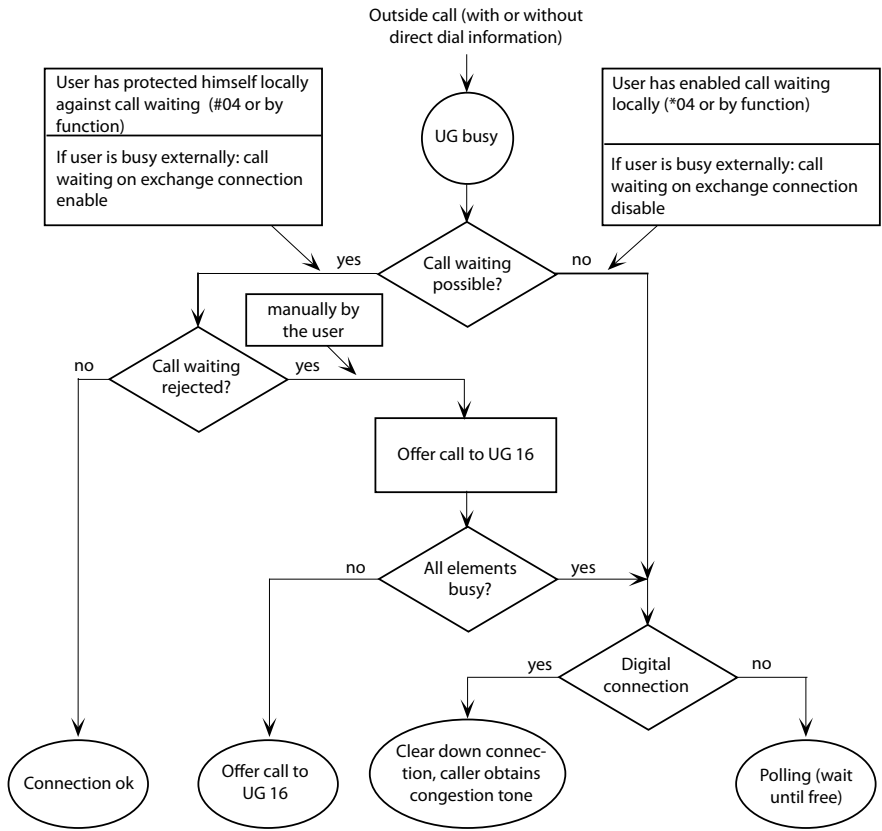 Outside call (with or without
direct dial information)
User has protected himself locally
against call waiting (#04 or by
function)
If user is busy externally: call
waiting on exchange connection
enable
UG busy
User has enabled call waiting
locally (*04 or by function)
If user is busy externally: call
waiting on exchange connection
disable
yes
Call waiting
possible?
no
manually by
the user
no
Call waiting
rejected?
yes
Offer call to UG 16
no
All elements
busy?
yes
yes
Digital
connection
no
Connection ok
Offer call to
UG 16
Clear down connec-
tion, caller obtains
congestion tone
Polling (wait
until free)